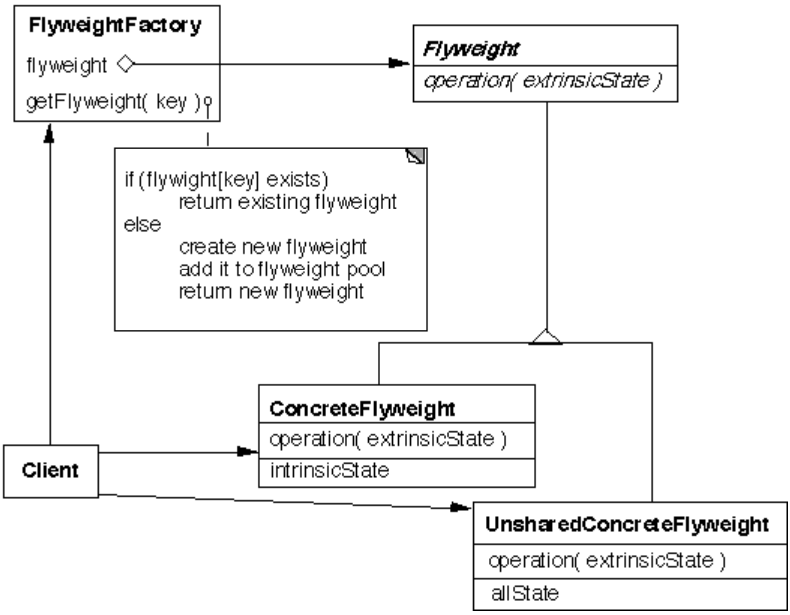 FlyweightFactory
flyweight
getFlyweight( key )
Flyweight
operation( extrinsicState )
if (flywight[key] exists)
return existing flyweight
else
create new flyweight
add it to flyweight pool
return new flyweight
ConcreteFlyweight
operation( extrinsicState )
intrinsicState
Client
UnsharedConcreteFlyweight
operation( extrinsicState )
allState